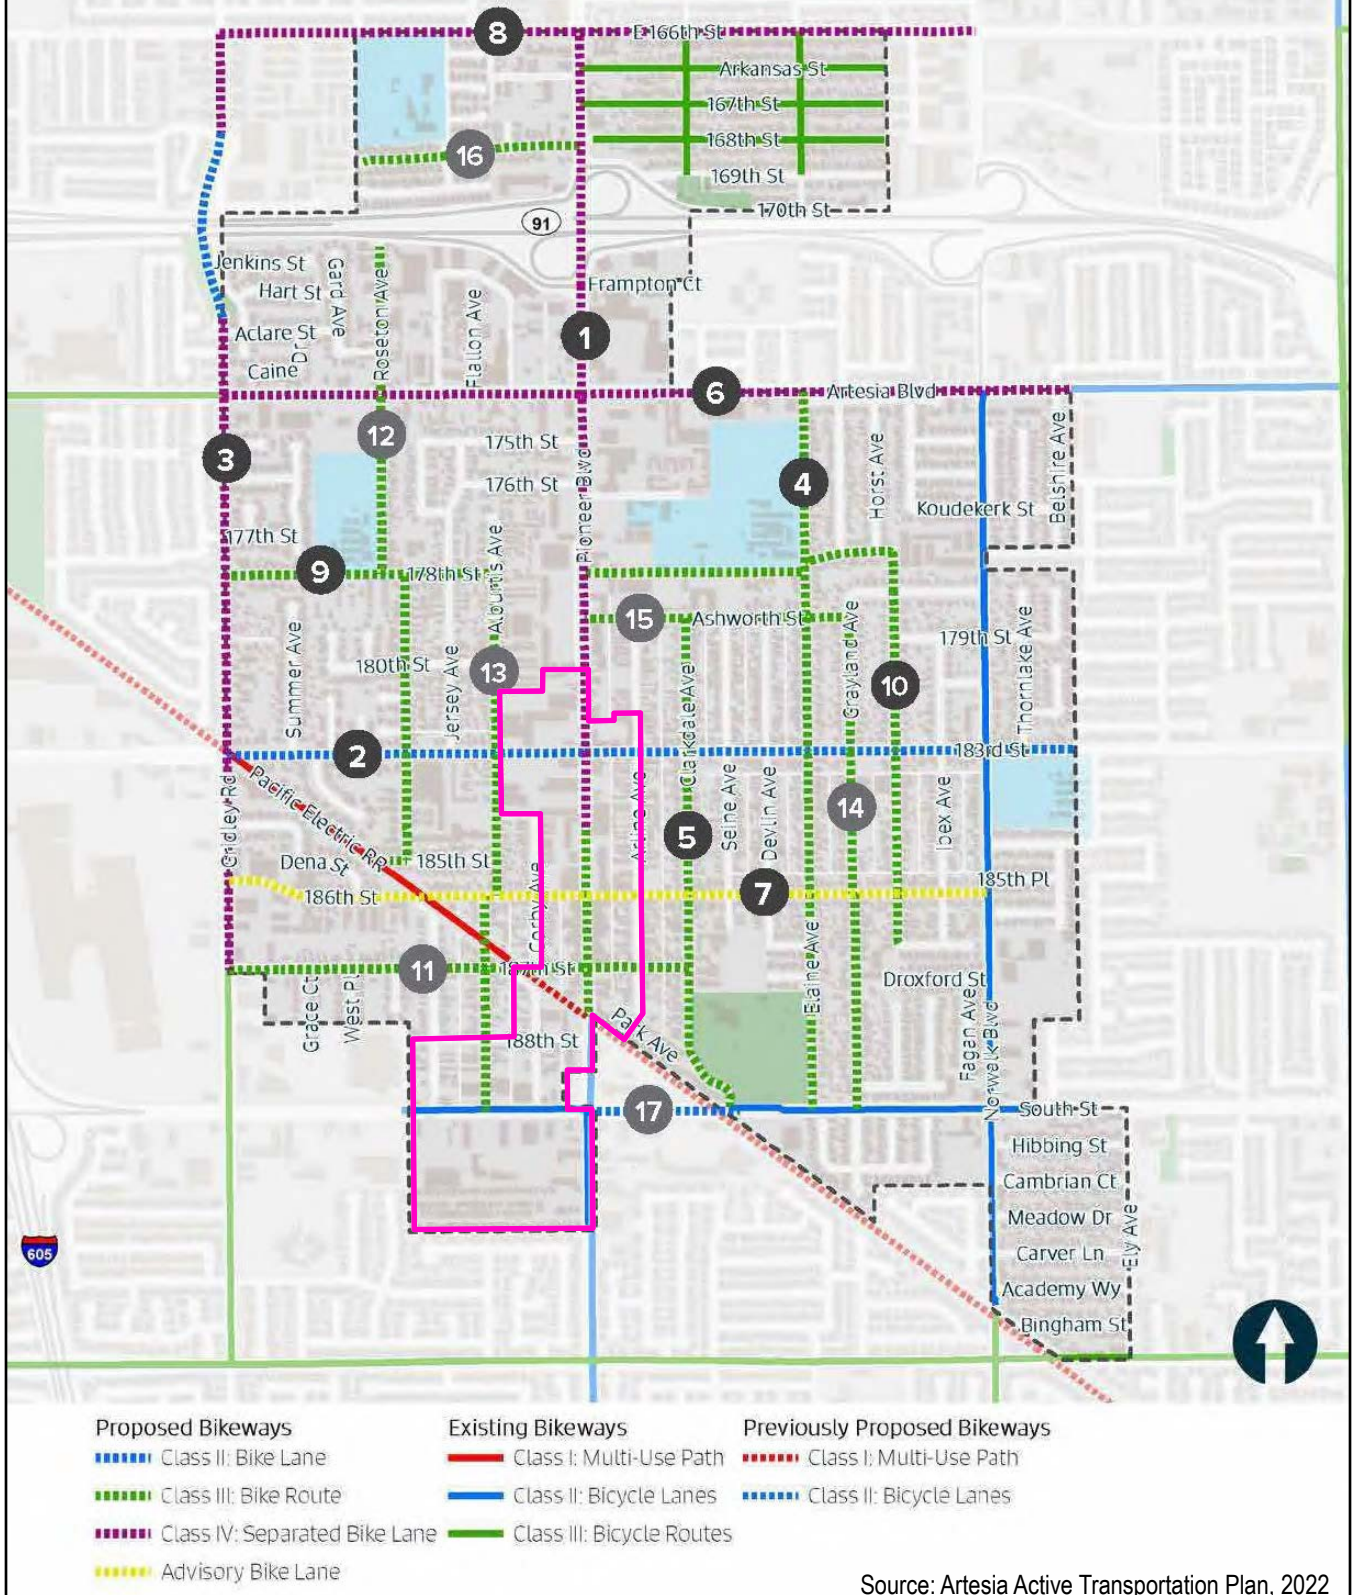 8
E 166th St
Arkansas St
167th St
168th St
16
169th St
170th St
91
Jenkins St
Hart St
Gard Ave
Roseton Ave
Flallon Ave
Frampton Ct
Aclare St
Dr
Caine
1
6
Artesia Blvd
12
175th St
3
176th St
Pioneer Blvd
4
Horst Ave
Belshire Ave
Koudekerk St
177th St
Alburtis Ave
9
178th St
15
Ashworth St
Summer Ave
180th St
Jersey Ave
13
Clarkdale Ave
Grayland Ave
10
179th St
Thornlake Ave
2
183rd St
Gridley Rd
Pacific Electric RR
Arline Ave
Seine Ave
Devlin Ave
14
Ibex Ave
5
Dena St
185th St
Corby Ave
186th St
7
185th Pl
11
187th St
Elaine Ave
Droxford St
Grace Ct
West Pl
188th St
Park Ave
Fagan Ave
Norwalk Blvd
17
South St
Hibbing St
Cambrian Ct
Meadow Dr
Carver Ln
Ely Ave
605
Academy Wy
Bingham St
Proposed Bikeways
Class II: Bike Lane
Class III: Bike Route
Class IV: Separated Bike Lane
Advisory Bike Lane
Existing Bikeways
Class I: Multi-Use Path
Class II: Bicycle Lanes
Class III: Bicycle Routes
Previously Proposed Bikeways
Class I: Multi-Use Path
Class II: Bicycle Lanes
Source: Artesia Active Transportation Plan, 2022